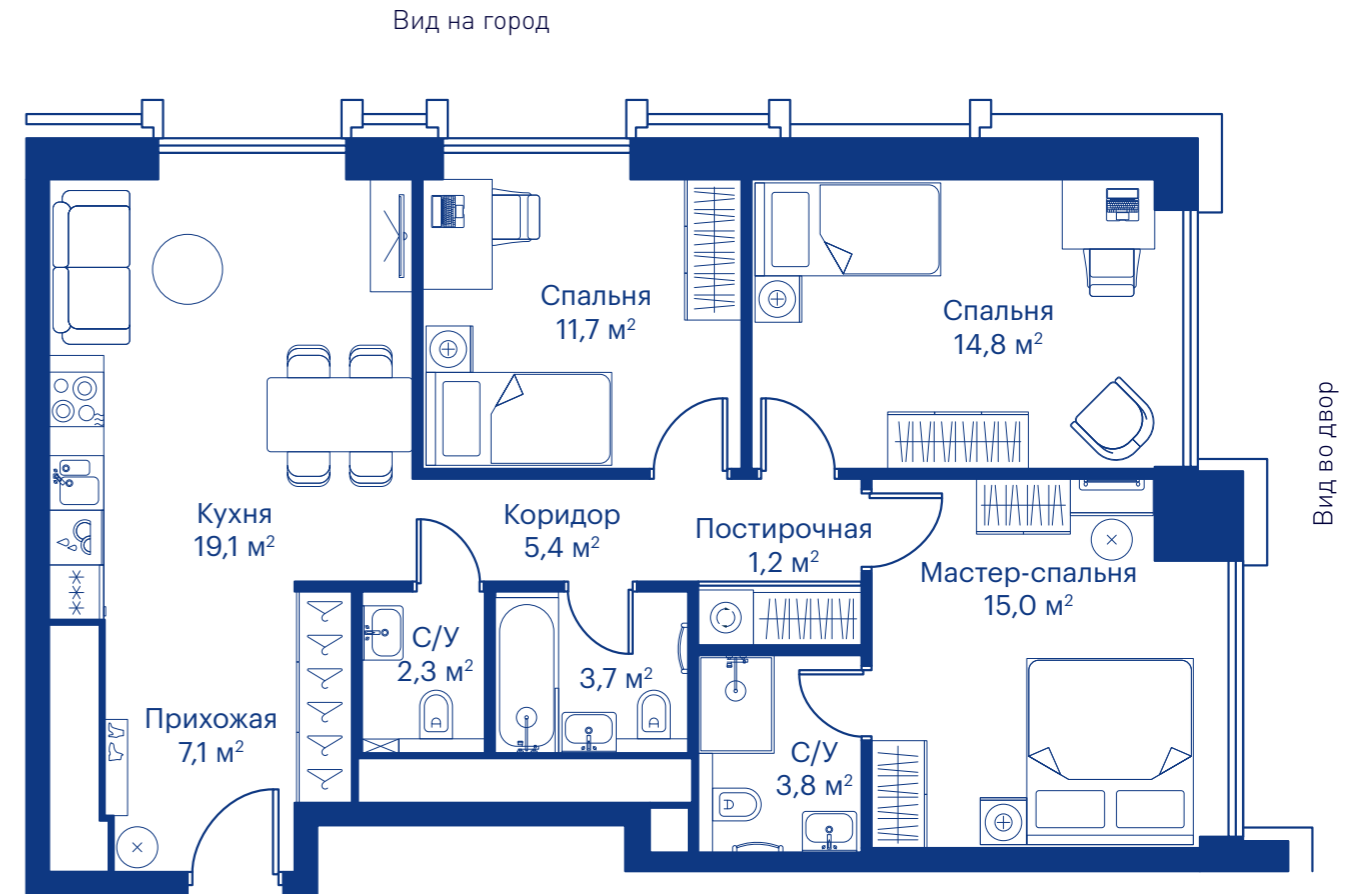 Вид на город
Спальня
11,7 м²
Спальня
14,8 м²
Вид во двор
Кухня
19,1 м²
Коридор
5,4 м²
Постирочная
1,2 м²
Мастер-спальня
15,0 м²
С/У
2,3 м²
3,7 м²
Прихожая
7,1 м²
С/У
3,8 м²